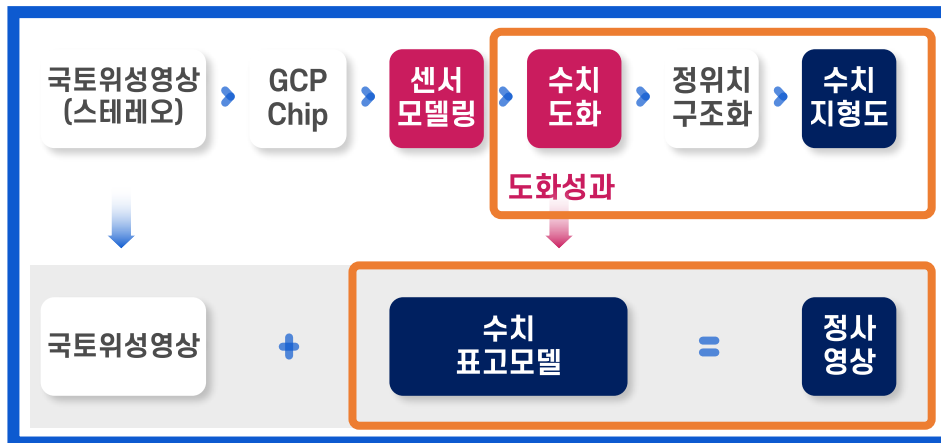 국토위성영상
(스테레오)
GCP
Chip
센서
모델링
수치
도화
정위치
구조화
수치
지형도
도화성과
국토위성영상
+
수치
표고모델
=
정사
영상